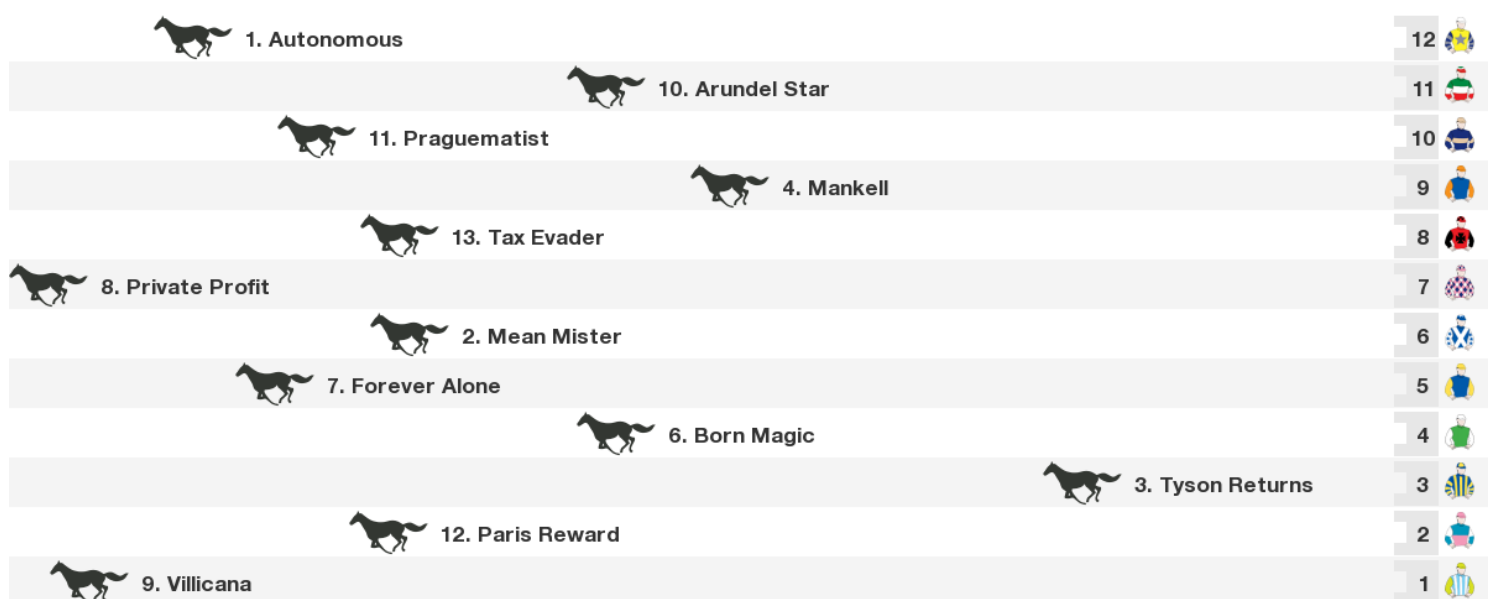 1. Autonomous 12
10. Arundel Star 11
11. Praguematist 10
4. Mankell 9
13. Tax Evader 8
8. Private Profit 7
2. Mean Mister 6
7. Forever Alone 5
6. Born Magic 4
3. Tyson Returns 3
12. Paris Reward 2
9. Villicana 1